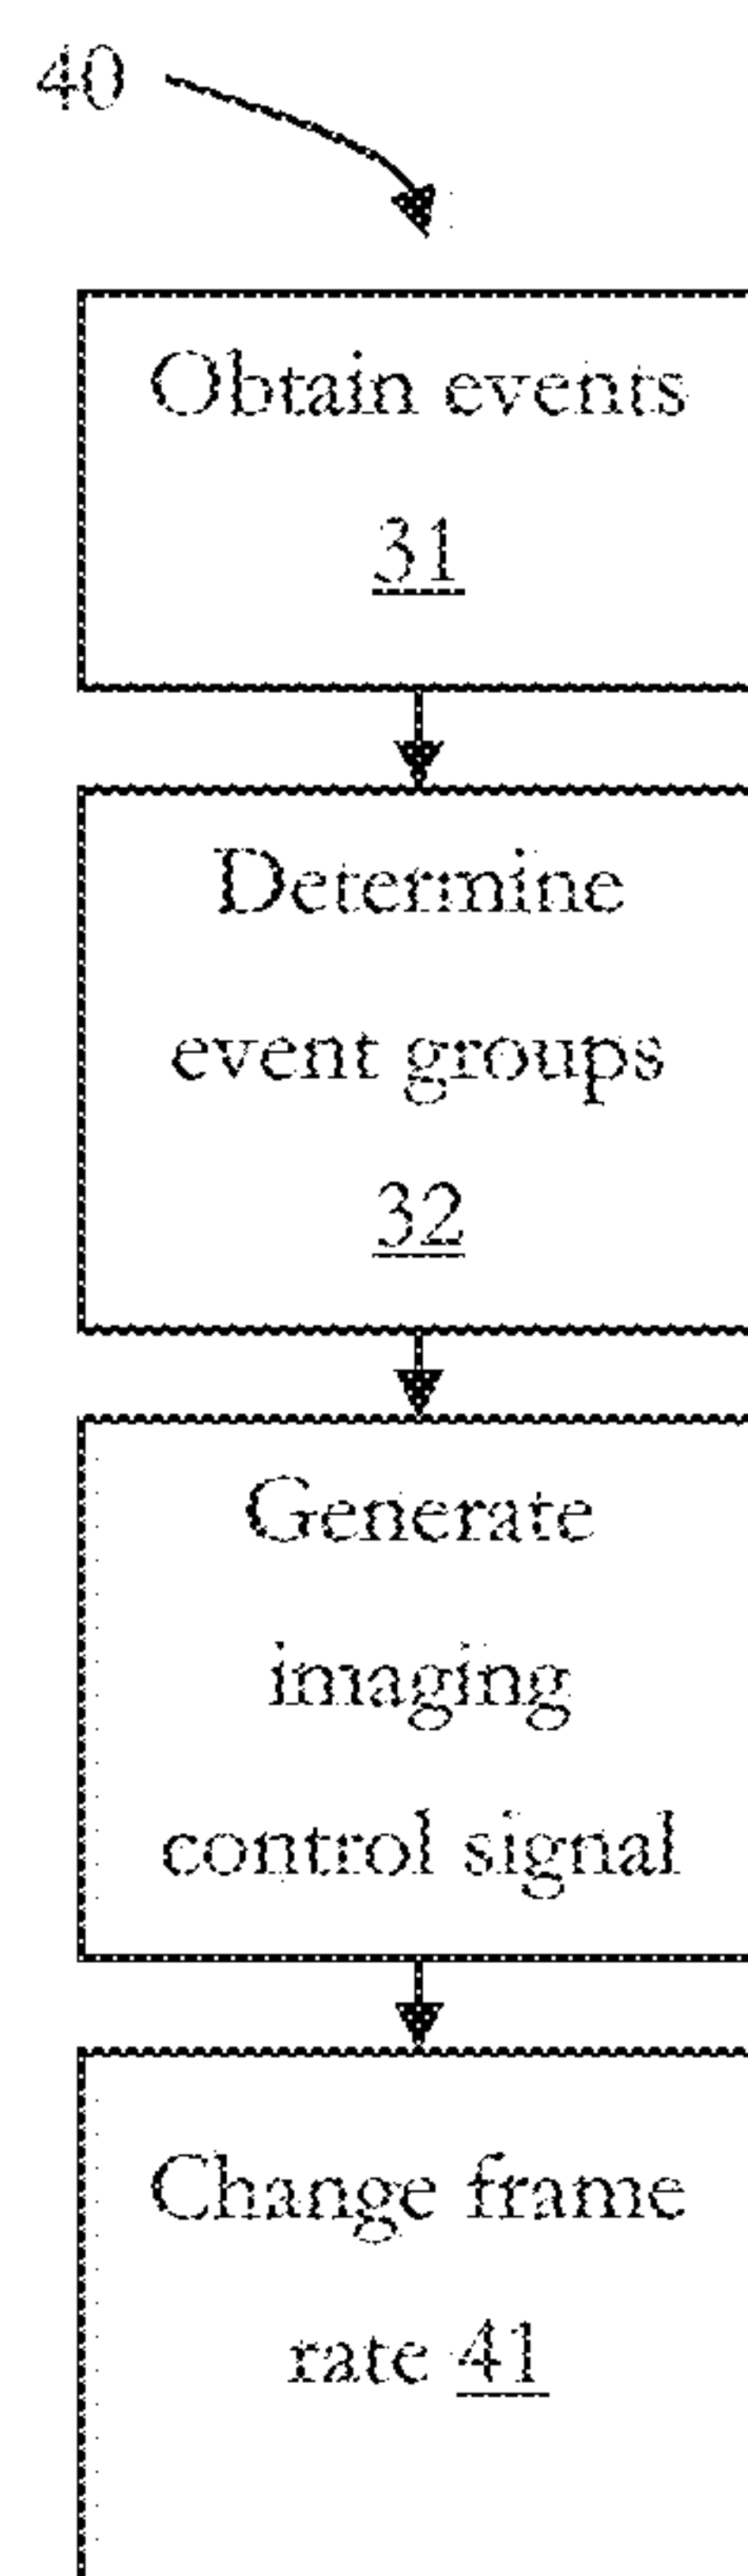 40
Obtain events
31
Determine
event groups
32
Generate
imaging
control signal
Change frame
rate 41